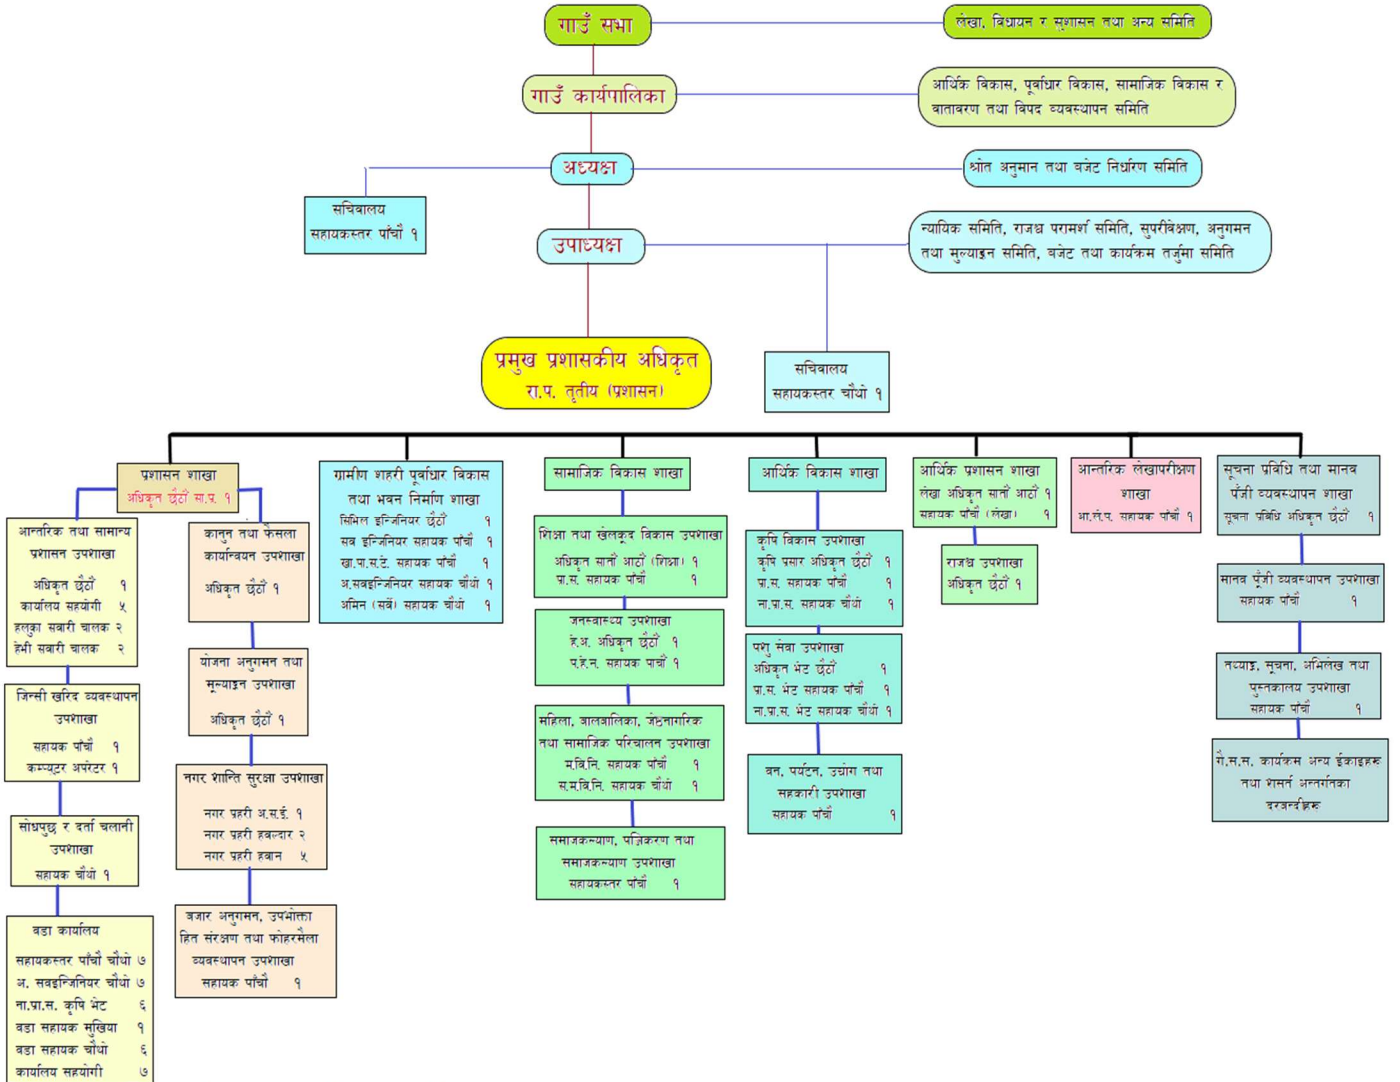 गाउँ सभा
लेखा, विधायन र सुशासन तथा अन्य समिति
गाउँ कार्यपालिका
आर्थिक विकास, पूर्वाधार विकास, सामाजिक विकास र
वातावरण तथा विपद व्यवस्थापन समिति
अध्यक्ष
श्रोत अनुमान तथा बजेट निर्धारण समिति
सचिवालय
सहायकस्तर पाँचौ १
उपाध्यक्ष
न्यायिक समिति, राजश्व परामर्श समिति, सुपरीवेक्षण, अनुगमन
तथा मुल्याङ्कन समिति, बजेट तथा कार्यक्रम तर्जुमा समिति
प्रमुख प्रशासकीय अधिकृत
रा.प. तृतीय (प्रशासन)
सचिवालय
सहायकस्तर चौथो १
प्रशासन शाखा
अधिकृत छैटौँ सा.प्र. १
आन्तरिक तथा सामान्य
प्रशासन उपशाखा
अधिकृत छैटौँ १
कार्यालय सहयोगी ५
हलुका सवारी चालक २
हेभी सवारी चालक २
जिन्सी खरिद व्यवस्थापन
उपशाखा
सहायक पाँचौ १
कम्प्यूटर अपरेटर १
सोधपुछ र दर्ता चलानी
उपशाखा
सहायक चौथो १
वडा कार्यालय
सहायकस्तर पाँचौ चौथो ७
अ. सवइन्जिनियर चौथो ७
ना.प्रा.स. कृषि भेट ६
वडा सहायक मुखिया १
वडा सहायक चौथो ६
कार्यालय सहयोगी ७
कानुन तथा फैसला
कार्यान्वयन उपशाखा
अधिकृत छैटौँ १
योजना अनुगमन तथा
मूल्याङ्कन उपशाखा
अधिकृत छैटौँ १
नगर शान्ति सुरक्षा उपशाखा
नगर प्रहरी अ.स.ई. १
नगर प्रहरी हवल्दार २
नगर प्रहरी हवान ५
वजार अनुगमन, उपभोक्ता
हित संरक्षण तथा फोहरमैला
व्यवस्थापन उपशाखा
सहायक पाँचौ १
ग्रामीण शहरी पूर्वाधार विकास
तथा भवन निर्माण शाखा
सिभिल इन्जिनियर छैटौँ १
सव इन्जिनियर सहायक पाँचौ १
खा.पा.स.टे. सहायक पाँचौ १
अ.सवइन्जिनियर सहायक चौथो १
अमिन (सर्वे) सहायक चौथो १
सामाजिक विकास शाखा
शिक्षा तथा खेलकूद विकास उपशाखा
अधिकृत सातौँ आठौँ (शिक्षा) १
प्रा.स. सहायक पाँचौ १
जनस्वास्थ्य उपशाखा
हे.अ. अधिकृत छैटौँ १
प.हे.न. सहायक पाचौँ १
महिला, वालवालिका, जेष्ठनागरिक
तथा सामाजिक परिचालन उपशाखा
म.वि.नि. सहायक पाँचौ १
स.म.वि.नि. सहायक चौथो १
समाजकल्याण, पञ्जिकरण तथा
समाजकल्याण उपशाखा
सहायकस्तर पाँचौ १
आर्थिक विकास शाखा
कृषि विकास उपशाखा
कृषि प्रसार अधिकृत छैटौँ १
प्रा.स. सहायक पाँचौ १
ना.प्रा.स. सहायक चौथो १
पशु सेवा उपशाखा
अधिकृत भेट छैटौँ १
प्रा.स. भेट सहायक पाँचौ १
ना.प्रा.स. भेट सहायक चौथो १
वन, पर्यटन, उद्योग तथा
सहकारी उपशाखा
सहायक पाँचौ १
आर्थिक प्रशासन शाखा
लेखा अधिकृत सातौँ आठौँ १
सहायक पाँचौ (लेखा) १
राजश्व उपशाखा
अधिकृत छैटौँ १
आन्तरिक लेखापरीक्षण
शाखा
आ.ले.प. सहायक पाँचौ १
सूचना प्रविधि तथा मानव
पूँजी व्यवस्थापन शाखा
सूचना प्रविधि अधिकृत छैटौँ १
मानव पूँजी व्यवस्थापन उपशाखा
सहायक पाँचौ १
तथ्याङ्क, सूचना, अभिलेख तथा
पुस्तकालय उपशाखा
सहायक पाँचौ १
गै.स.स. कार्यक्रम अन्य ईकाइहरू
तथा शसर्त अन्तर्गतका
दरवन्दीहरू